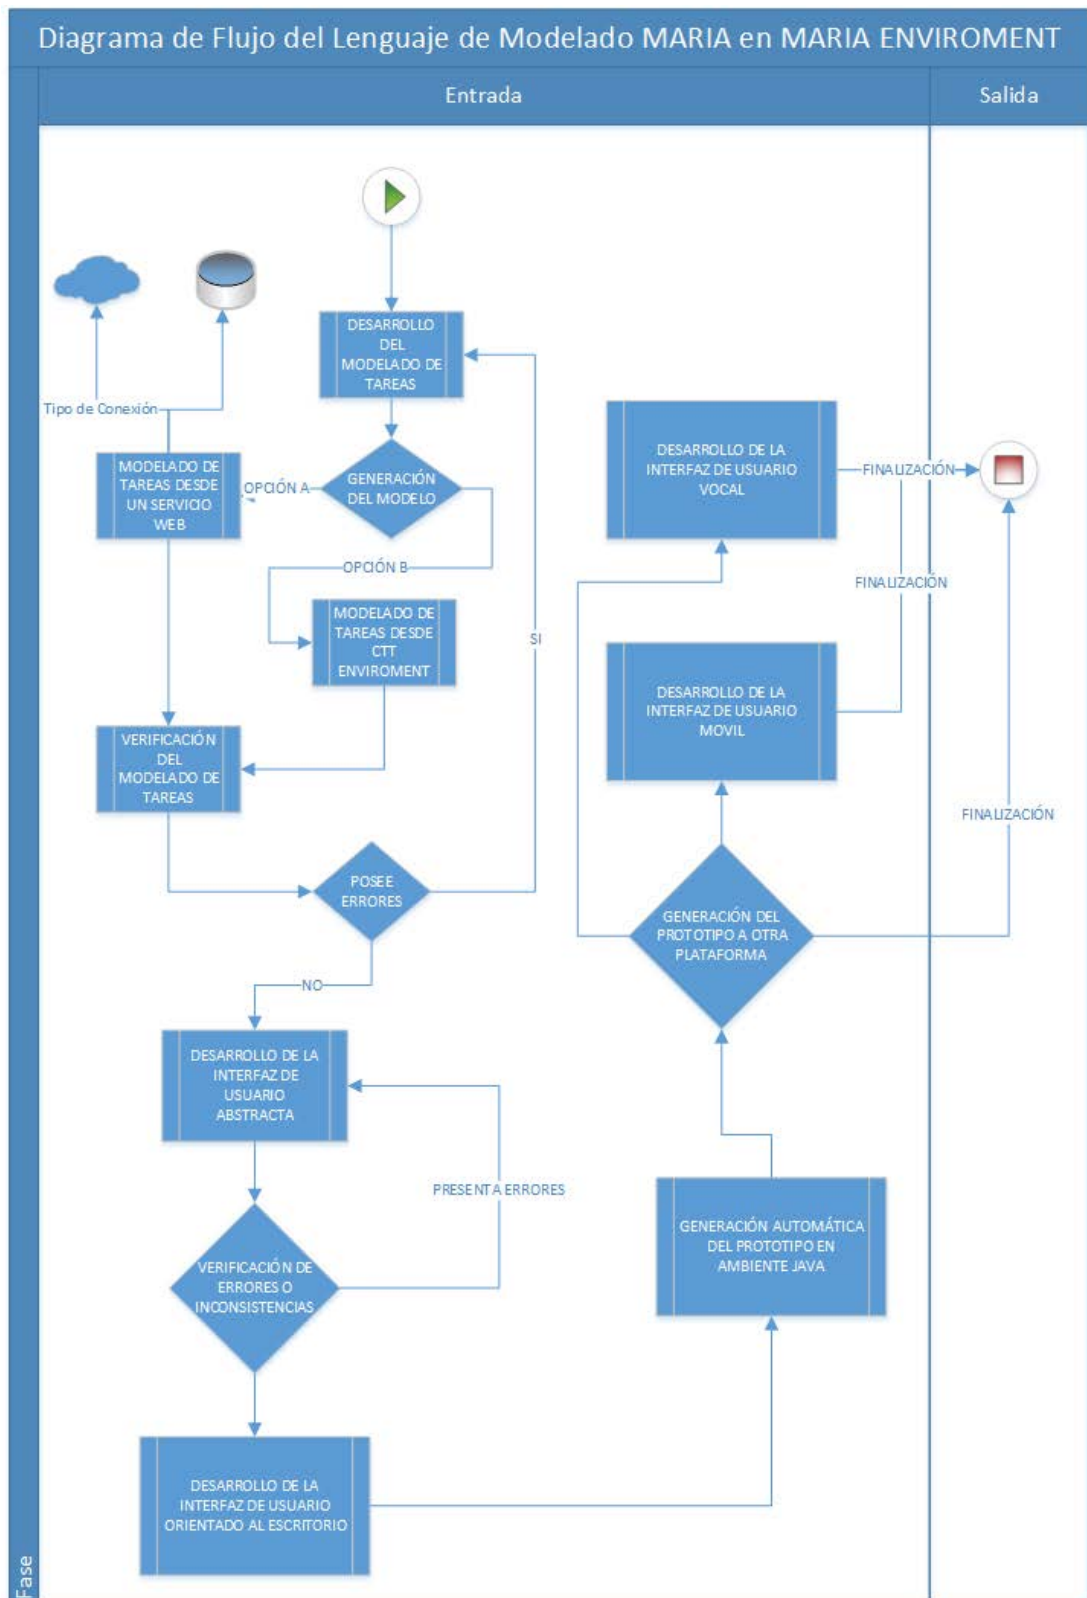 Diagrama de Flujo del Lenguaje de Modelado MARIA en MARIA ENVIROMENT
Entrada
Salida
DESARROLLO
DEL
MODELADO DE
TAREAS
Tipo de Conexión
MODELADO DE
TAREAS DESDE
UN SERVICIO
WEB
OPCIÓN A
GENERACIÓN
DEL MODELO
OPCIÓN B
MODELADO DE
TAREAS DESDE
CTT
ENVIROMENT
SI
VERIFICACIÓN
DEL
MODELADO DE
TAREAS
POSEE
ERRORES
NO
DESARROLLO DE LA
INTERFAZ DE
USUARIO
ABSTRACTA
PRESENTA ERRORES
VERIFICACIÓN DE
ERRORES O
INCONSISTENCIAS
DESARROLLO DE LA
INTERFAZ DE USUARIO
ORIENTADO AL ESCRITORIO
DESARROLLO DE LA
INTERFAZ DE USUARIO
VOCAL
FINALIZACIÓN
FINALIZACIÓN
DESARROLLO DE LA
INTERFAZ DE USUARIO
MOVIL
FINALIZACIÓN
GENERACIÓN DEL
PROTOTIPO A OTRA
PLATAFORMA
GENERACIÓN AUTOMÁTICA
DEL PROTOTIPO EN
AMBIENTE JAVA
Fase